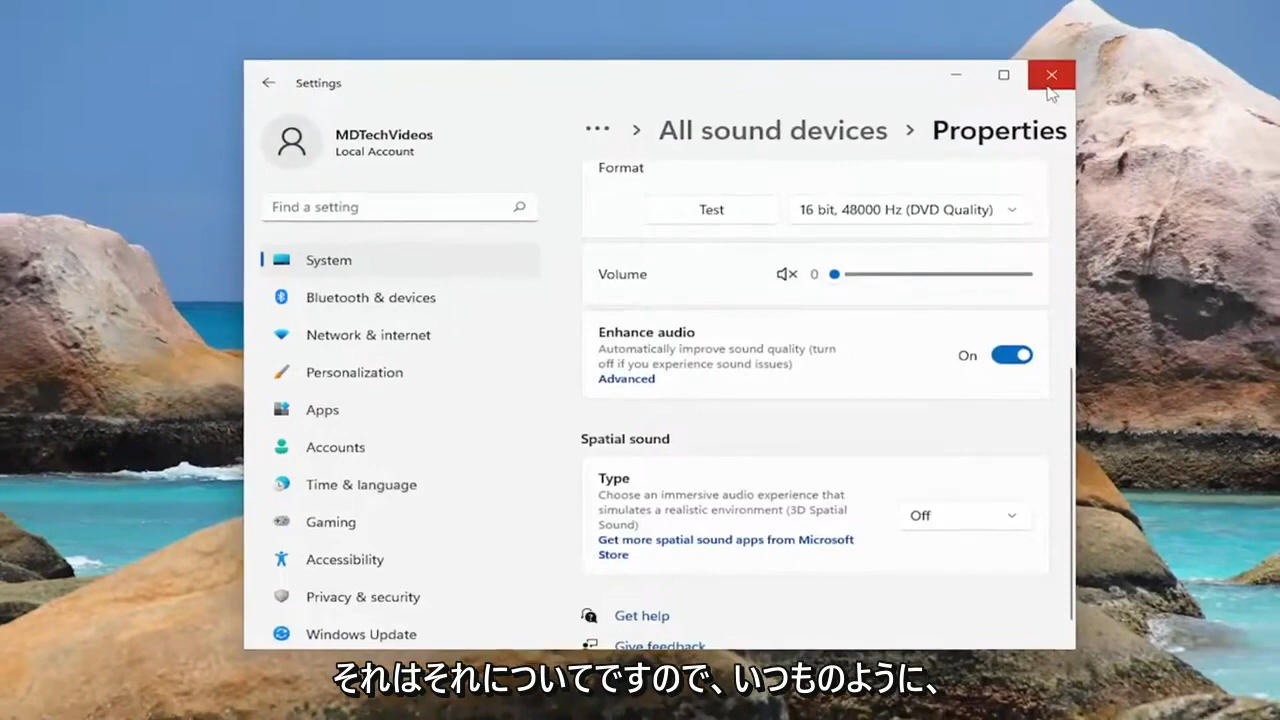 Settings
MDTechVideos
Local Account
Find a setting
System
Bluetooth & devices
Network & internet
Personalization
Apps
Accounts
Time & language
Gaming
Accessibility
Privacy & security
Windows Update
... > All sound devices > Properties
Format
Test
16 bit, 48000 Hz (DVD Quality)
Volume
0
Enhance audio
Automatically improve sound quality (turn
off if you experience sound issues)
Advanced
On
Spatial sound
Type
Choose an immersive audio experience that
simulates a realistic environment (3D Spatial
Sound)
Get more spatial sound apps from Microsoft
Store
Off
Get help
Give feedback
それはそれについてですので、いつものように、